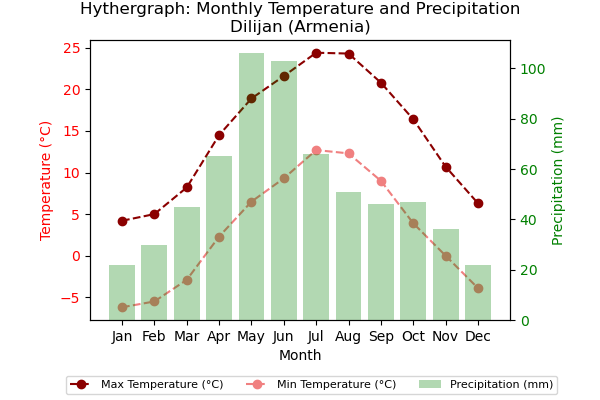 Hythergraph: Monthly Temperature and Precipitation
Dilijan (Armenia)
Temperature (°C)
25
20
15
10
5
0
−5
Precipitation (mm)
100
80
60
40
20
0
Jan Feb Mar Apr May Jun Jul Aug Sep Oct Nov Dec
Month
Max Temperature (°C) Min Temperature (°C) Precipitation (mm)